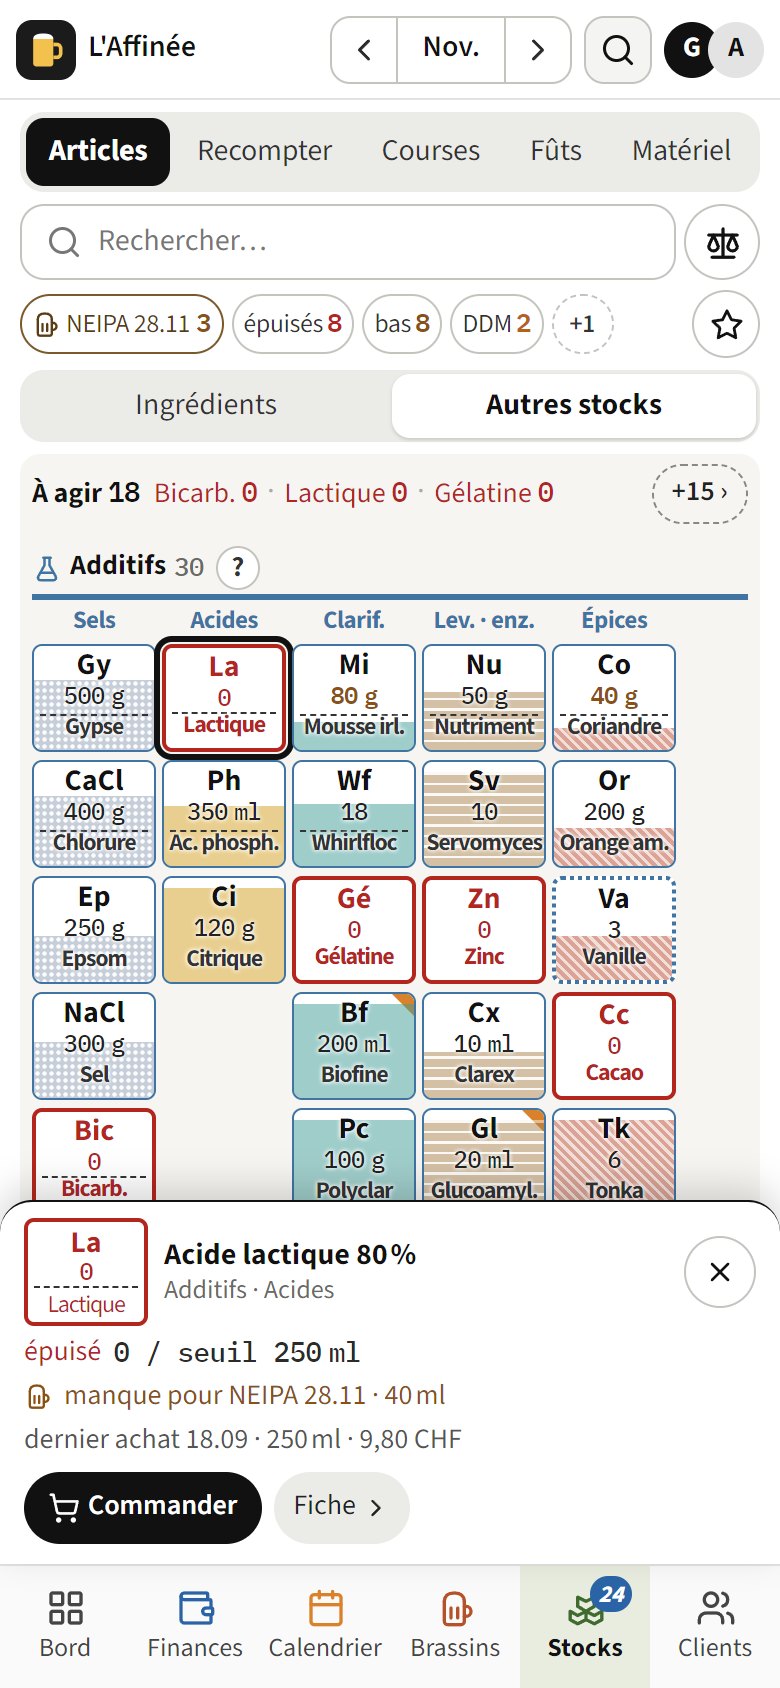 L'Affinée
Nov.
G A
Articles Recompter Courses Fûts Matériel
Rechercher…
NEIPA 28.11 3 épuisés 8 bas 8 DDM 2 +1
Ingrédients Autres stocks
À agir 18 Bicarb. 0 · Lactique 0 · Gélatine 0 +15 ›
Additifs 30 ?
Sels Acides Clarif. Lev. · enz. Épices
Gy La Mi Nu Co
500 g 0 80 g 50 g 40 g
Gypse Lactique Mousse irl. Nutriment Coriandre
CaCl Ph Wf Sv Or
400 g 350 ml 18 10 200 g
Chlorure Ac. phosph. Whirlfloc Servomyces Orange am.
Ep Ci Gé Zn Va
250 g 120 g 0 0 3
Epsom Citrique Gélatine Zinc Vanille
NaCl Bf Cx Cc
300 g 200 ml 10 ml 0
Sel Biofine Clarex Cacao
Bic Pc Gl Tk
0 100 g 20 ml 6
Bicarb. Polyclar Glucoamyl. Tonka
La
0
Lactique
Acide lactique 80 %
Additifs · Acides
épuisé 0 / seuil 250 ml
manque pour NEIPA 28.11 · 40 ml
dernier achat 18.09 · 250 ml · 9,80 CHF
Commander Fiche
24
Bord Finances Calendrier Brassins Stocks Clients